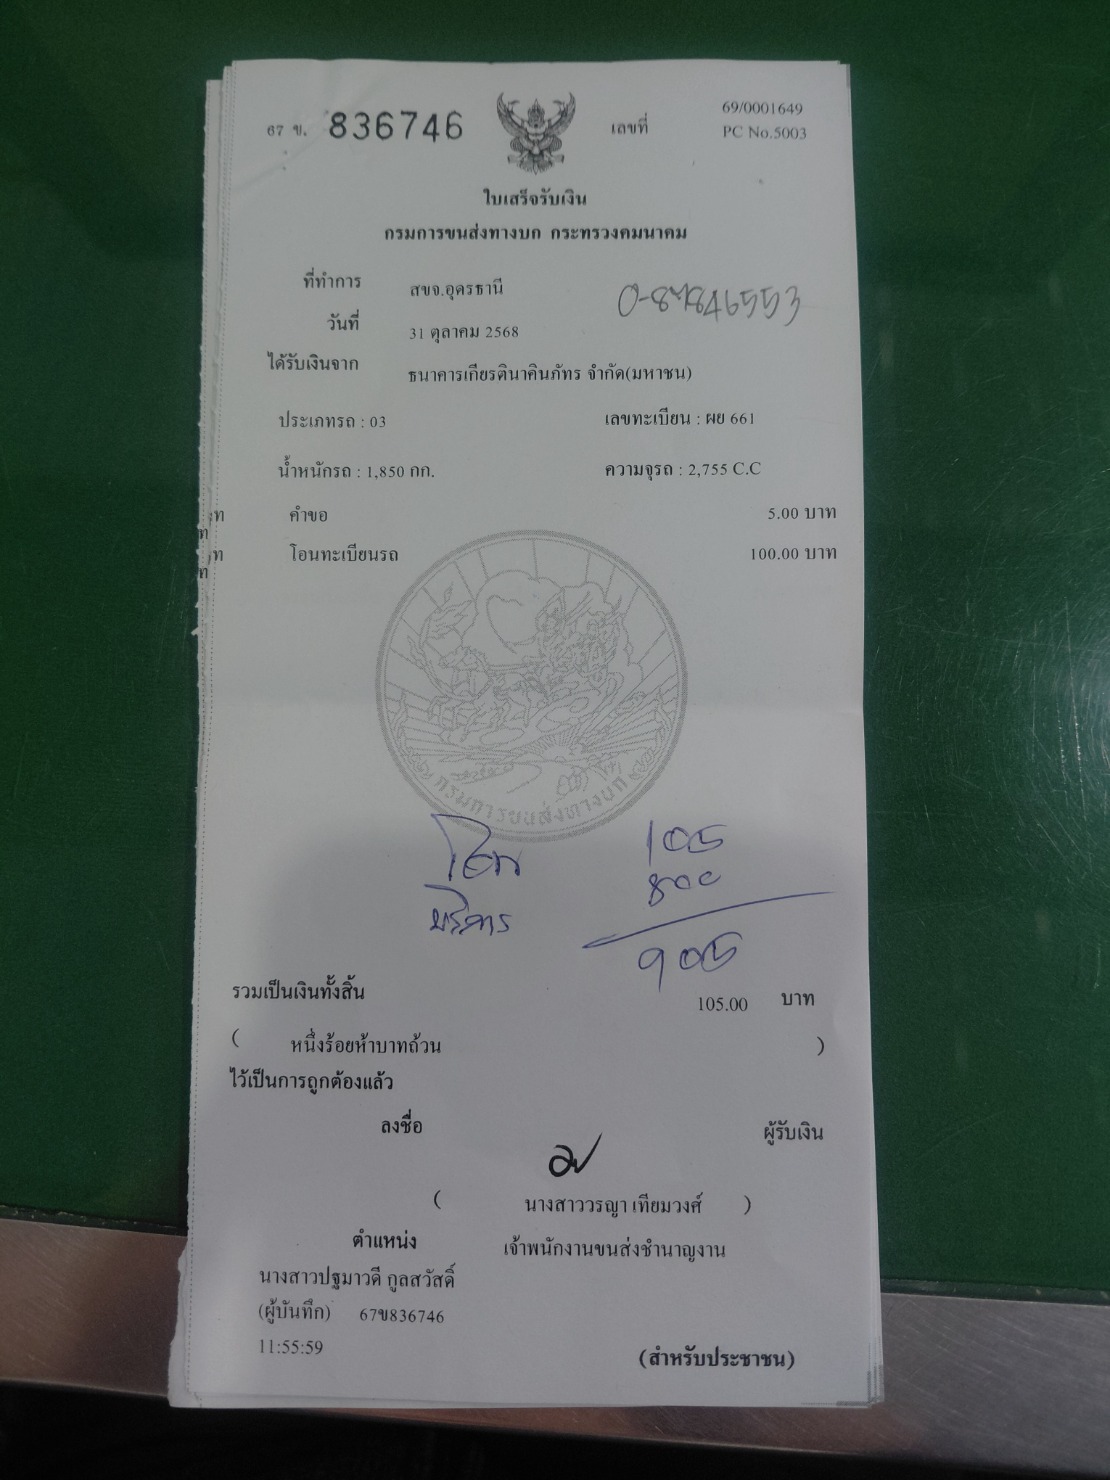 67 ข. 836746 เลขที่ 69/0001649
PC No.5003
ใบเสร็จรับเงิน
กรมการขนส่งทางบก กระทรวงคมนาคม
ที่ทำการ สขจ.อุดรธานี
0-87846553
วันที่ 31 ตุลาคม 2568
ได้รับเงินจาก ธนาคารเกียรตินาคินภัทร จำกัด(มหาชน)
ประเภทรถ : 03 เลขทะเบียน : ผย 661
น้ำหนักรถ : 1,850 กก. ความจุรถ : 2,755 C.C
คำขอ 5.00 บาท
โอนทะเบียนรถ 100.00 บาท
กรมการขนส่งทางบก
โอน 105
บริการ 800
905
รวมเป็นเงินทั้งสิ้น 105.00 บาท
( หนึ่งร้อยห้าบาทถ้วน )
ไว้เป็นการถูกต้องแล้ว
ลงชื่อ ผู้รับเงิน
( นางสาววรญา เทียมวงศ์ )
ตำแหน่ง เจ้าพนักงานขนส่งชำนาญงาน
นางสาวปฐมาวดี กูลสวัสดิ์
(ผู้บันทึก) 67ข836746
11:55:59
(สำหรับประชาชน)